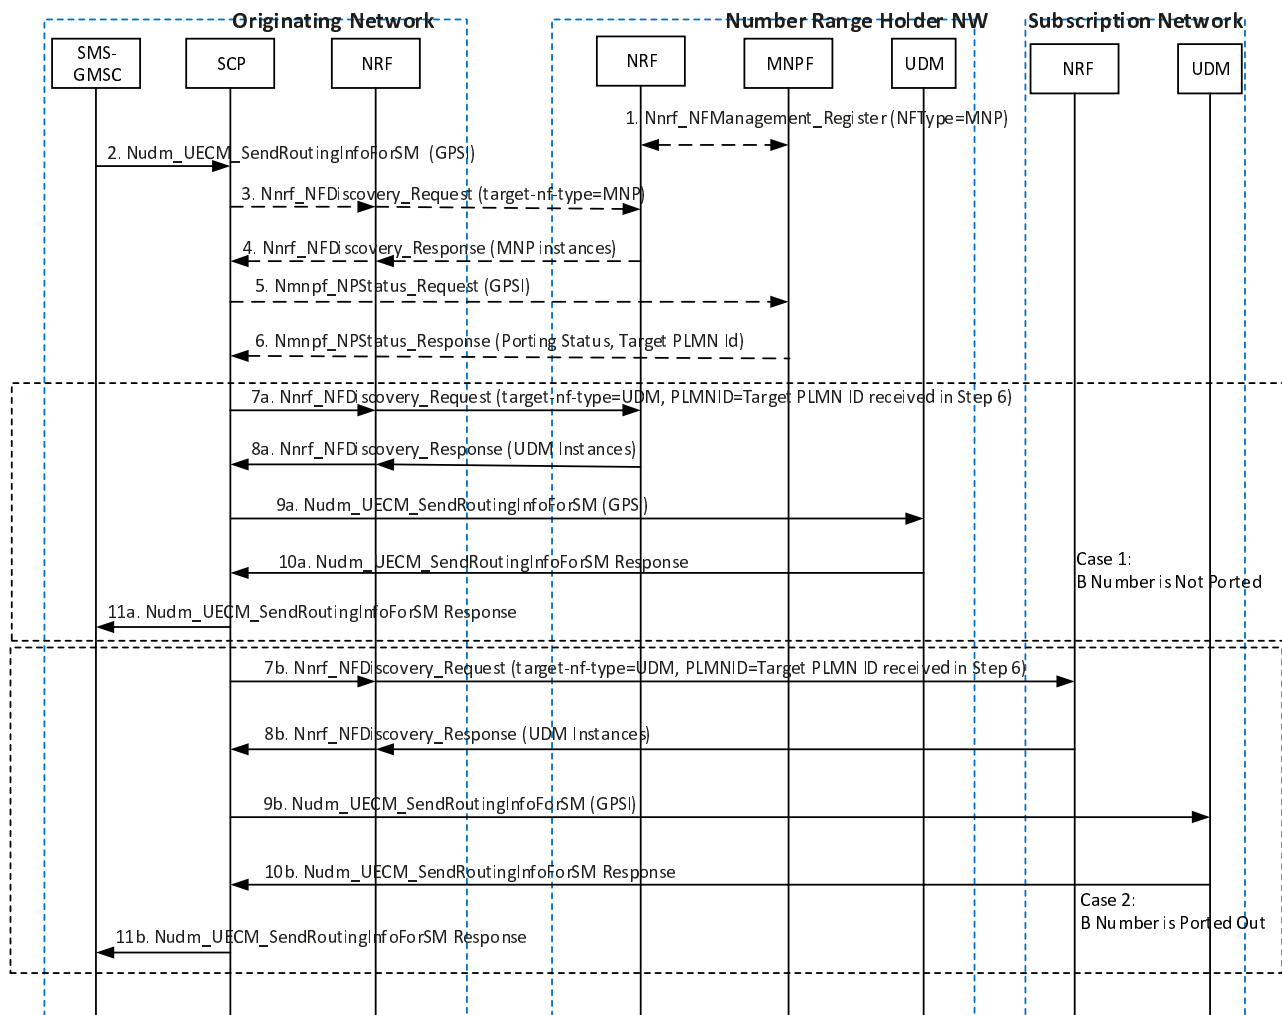 Originating Network
Number Range Holder NW
Subscription Network
SMS-
GMSC
SCP
NRF
NRF
MNPF
UDM
NRF
UDM
1. Nnrf_NFManagement_Register (NFType=MNP)
2. Nudm_UECM_SendRoutingInfoForSM (GPSI)
3. Nnrf_NFDiscovery_Request (target-nf-type=MNP)
4. Nnrf_NFDiscovery_Response (MNP instances)
5. Nmnpf_NPStatus_Request (GPSI)
6. Nmnpf_NPStatus_Response (Porting Status, Target PLMN Id)
7a. Nnrf_NFDiscovery_Request (target-nf-type=UDM, PLMNID=Target PLMN ID received in Step 6)
8a. Nnrf_NFDiscovery_Response (UDM Instances)
9a. Nudm_UECM_SendRoutingInfoForSM (GPSI)
10a. Nudm_UECM_SendRoutingInfoForSM Response
Case 1:
B Number is Not Ported
11a. Nudm_UECM_SendRoutingInfoForSM Response
7b. Nnrf_NFDiscovery_Request (target-nf-type=UDM, PLMNID=Target PLMN ID received in Step 6)
8b. Nnrf_NFDiscovery_Response (UDM Instances)
9b. Nudm_UECM_SendRoutingInfoForSM (GPSI)
10b. Nudm_UECM_SendRoutingInfoForSM Response
Case 2:
B Number is Ported Out
11b. Nudm_UECM_SendRoutingInfoForSM Response